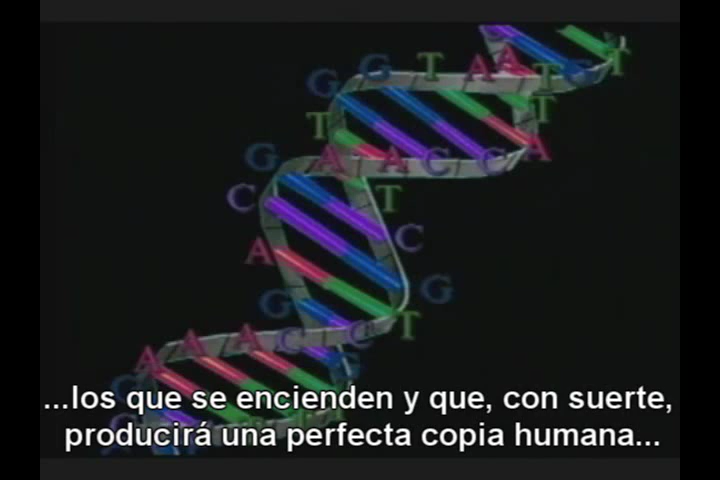 G G T A A T G T
T T
G A A C C A
C T
C
A
G G
A A A C C T
G G
C
...los que se encienden y que, con suerte,
producirá una perfecta copia humana...